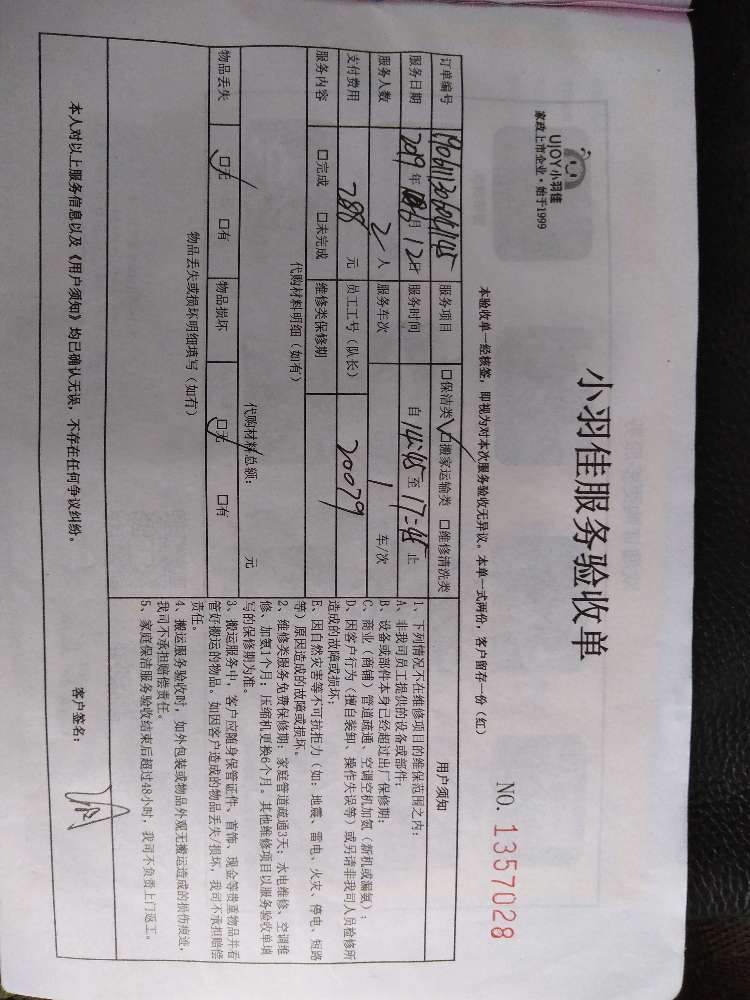 UJOY小羽佳
家政上市企业·始于1999
小羽佳服务验收单
NO. 1357028
本验收单一经核签，即视为对本次服务验收无异议。本单一式两份，客户留存一份（红）
订单编号 服务项目 □保洁类 ☑搬家运输类 □维修清洗类
服务日期 2019年 月12日 服务时间 自14:45至17:45止
服务人数 2人 服务车次 1 车/次
支付费用 788元 员工工号（队长） 20079
服务内容 □完成 □未完成 维修类保修期
代购材料明细（如有）
代购材料总额： 元
物品丢失 ☑无 □有 物品损坏 ☑无 □有
物品丢失或损坏明细填写（如有）
用户须知
1、下列情况不在维修项目的维保范围之内：
A、非我司员工提供的设备或部件；
B、设备或部件本身已经超过出厂保修期；
C、商业（商铺）管道疏通、空调空机加氨（新机或漏氨）；
D、因客户行为（擅自装卸、操作失误等）或另请非我司人员检修所
造成的故障或损坏；
E、因自然灾害等不可抗拒力（如：地震、雷电、火灾、停电、短路
等）原因造成的故障或损坏。
2、维修类服务免费保修期：家庭管道疏通3天；水电维修、空调维
修、加氨1个月；压缩机更换6个月。其他维修项目以服务验收单填
写的保修期为准。
3、搬运服务中，客户应随身保管证件、首饰、现金等贵重物品并看
管好搬运的物品。如因客户造成的物品丢失/损坏，我司不承担赔偿
责任。
4、搬运服务验收时，如外包装或物品外观无搬运造成的损伤痕迹，
我司不承担赔偿责任。
5、家庭保洁服务验收结束后超过48小时，我司不负责上门返工。
本人对以上服务信息以及《用户须知》均已确认无误，不存在任何争议纠纷。
客户签名：